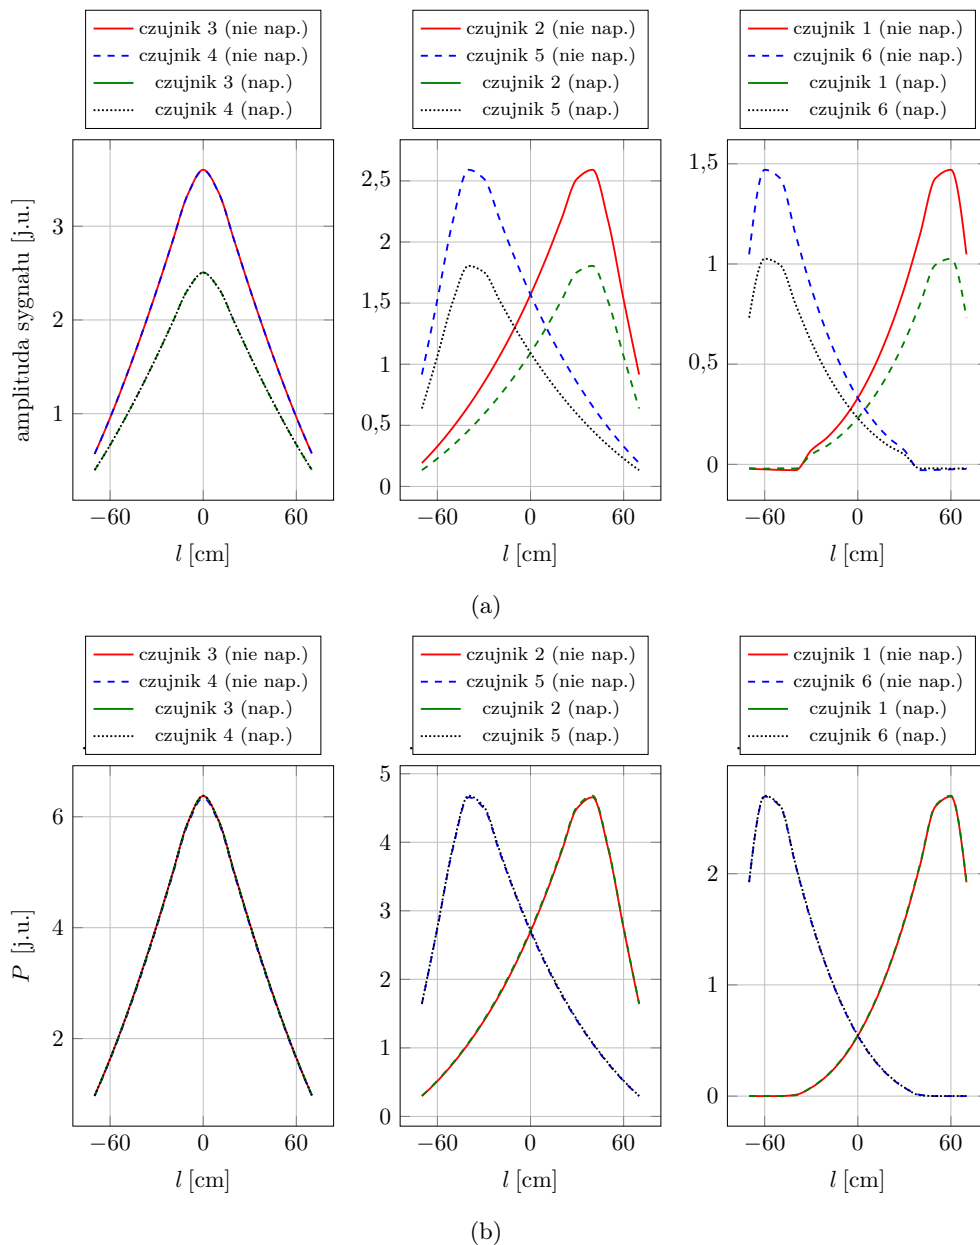 czujnik 3 (nie nap.)
czujnik 4 (nie nap.)
czujnik 3 (nap.)
czujnik 4 (nap.)
czujnik 2 (nie nap.)
czujnik 5 (nie nap.)
czujnik 2 (nap.)
czujnik 5 (nap.)
czujnik 1 (nie nap.)
czujnik 6 (nie nap.)
czujnik 1 (nap.)
czujnik 6 (nap.)
amplituda sygnału [j.u.]
3
2
1
−60 0 60
l [cm]
2,5
2
1,5
1
0,5
0
−60 0 60
l [cm]
1,5
1
0,5
0
−60 0 60
l [cm]
(a)
czujnik 3 (nie nap.)
czujnik 4 (nie nap.)
czujnik 3 (nap.)
czujnik 4 (nap.)
czujnik 2 (nie nap.)
czujnik 5 (nie nap.)
czujnik 2 (nap.)
czujnik 5 (nap.)
czujnik 1 (nie nap.)
czujnik 6 (nie nap.)
czujnik 1 (nap.)
czujnik 6 (nap.)
P [j.u.]
6
4
2
−60 0 60
l [cm]
5
4
3
2
1
0
−60 0 60
l [cm]
2
1
0
−60 0 60
l [cm]
(b)